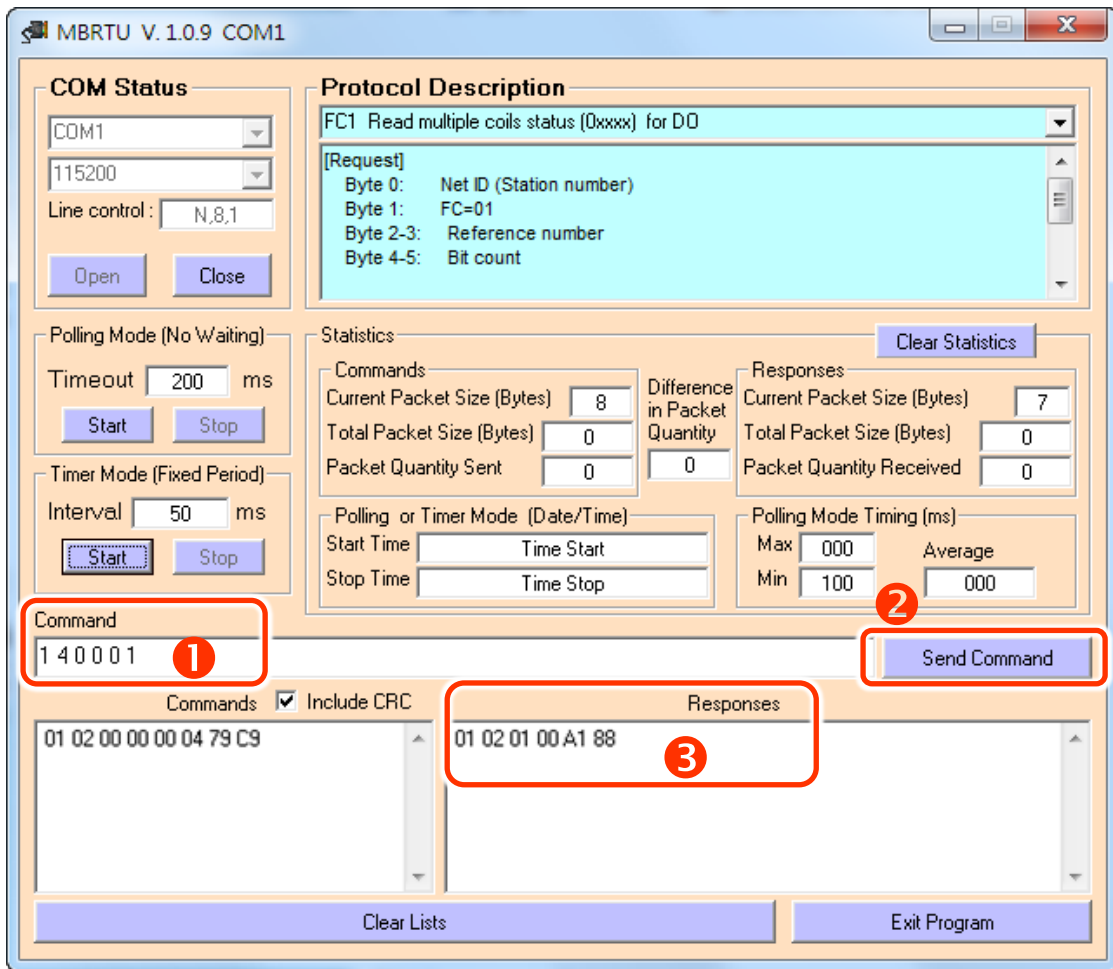 MBRTU V. 1.0.9 COM1
COM Status
COM1
115200
Line control : N,8,1
Open Close
Protocol Description
FC1 Read multiple coils status (0xxxx) for DO
[Request]
Byte 0: Net ID (Station number)
Byte 1: FC=01
Byte 2-3: Reference number
Byte 4-5: Bit count
Polling Mode (No Waiting)
Timeout 200 ms
Start Stop
Timer Mode (Fixed Period)
Interval 50 ms
Start Stop
Statistics
Clear Statistics
Commands
Current Packet Size (Bytes) 8
Total Packet Size (Bytes) 0
Packet Quantity Sent 0
Difference
in Packet
Quantity
0
Responses
Current Packet Size (Bytes) 7
Total Packet Size (Bytes) 0
Packet Quantity Received 0
Polling or Timer Mode (Date/Time)
Start Time Time Start
Stop Time Time Stop
Polling Mode Timing (ms)
Max 000
Min 100
Average
000
Command
1 4 0 0 0 1 1
2
Send Command
Commands Include CRC
01 02 00 00 00 04 79 C9
Responses
01 02 01 00 A1 88
3
Clear Lists
Exit Program